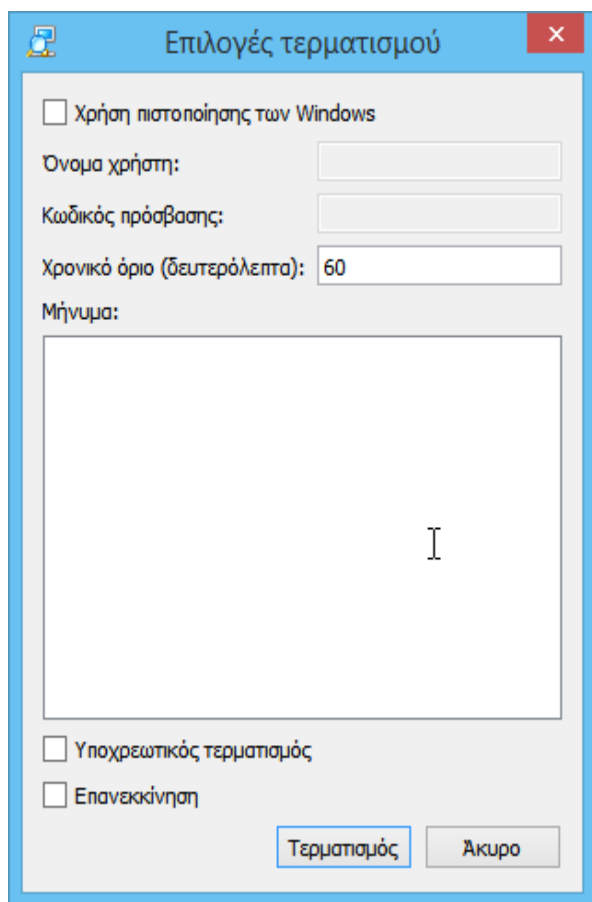 Επιλογές τερματισμού
Χρήση πιστοποίησης των Windows
Όνομα χρήστη:
Κωδικός πρόσβασης:
Χρονικό όριο (δευτερόλεπτα): 60
Μήνυμα:
Υποχρεωτικός τερματισμός
Επανεκκίνηση
Τερματισμός Άκυρο